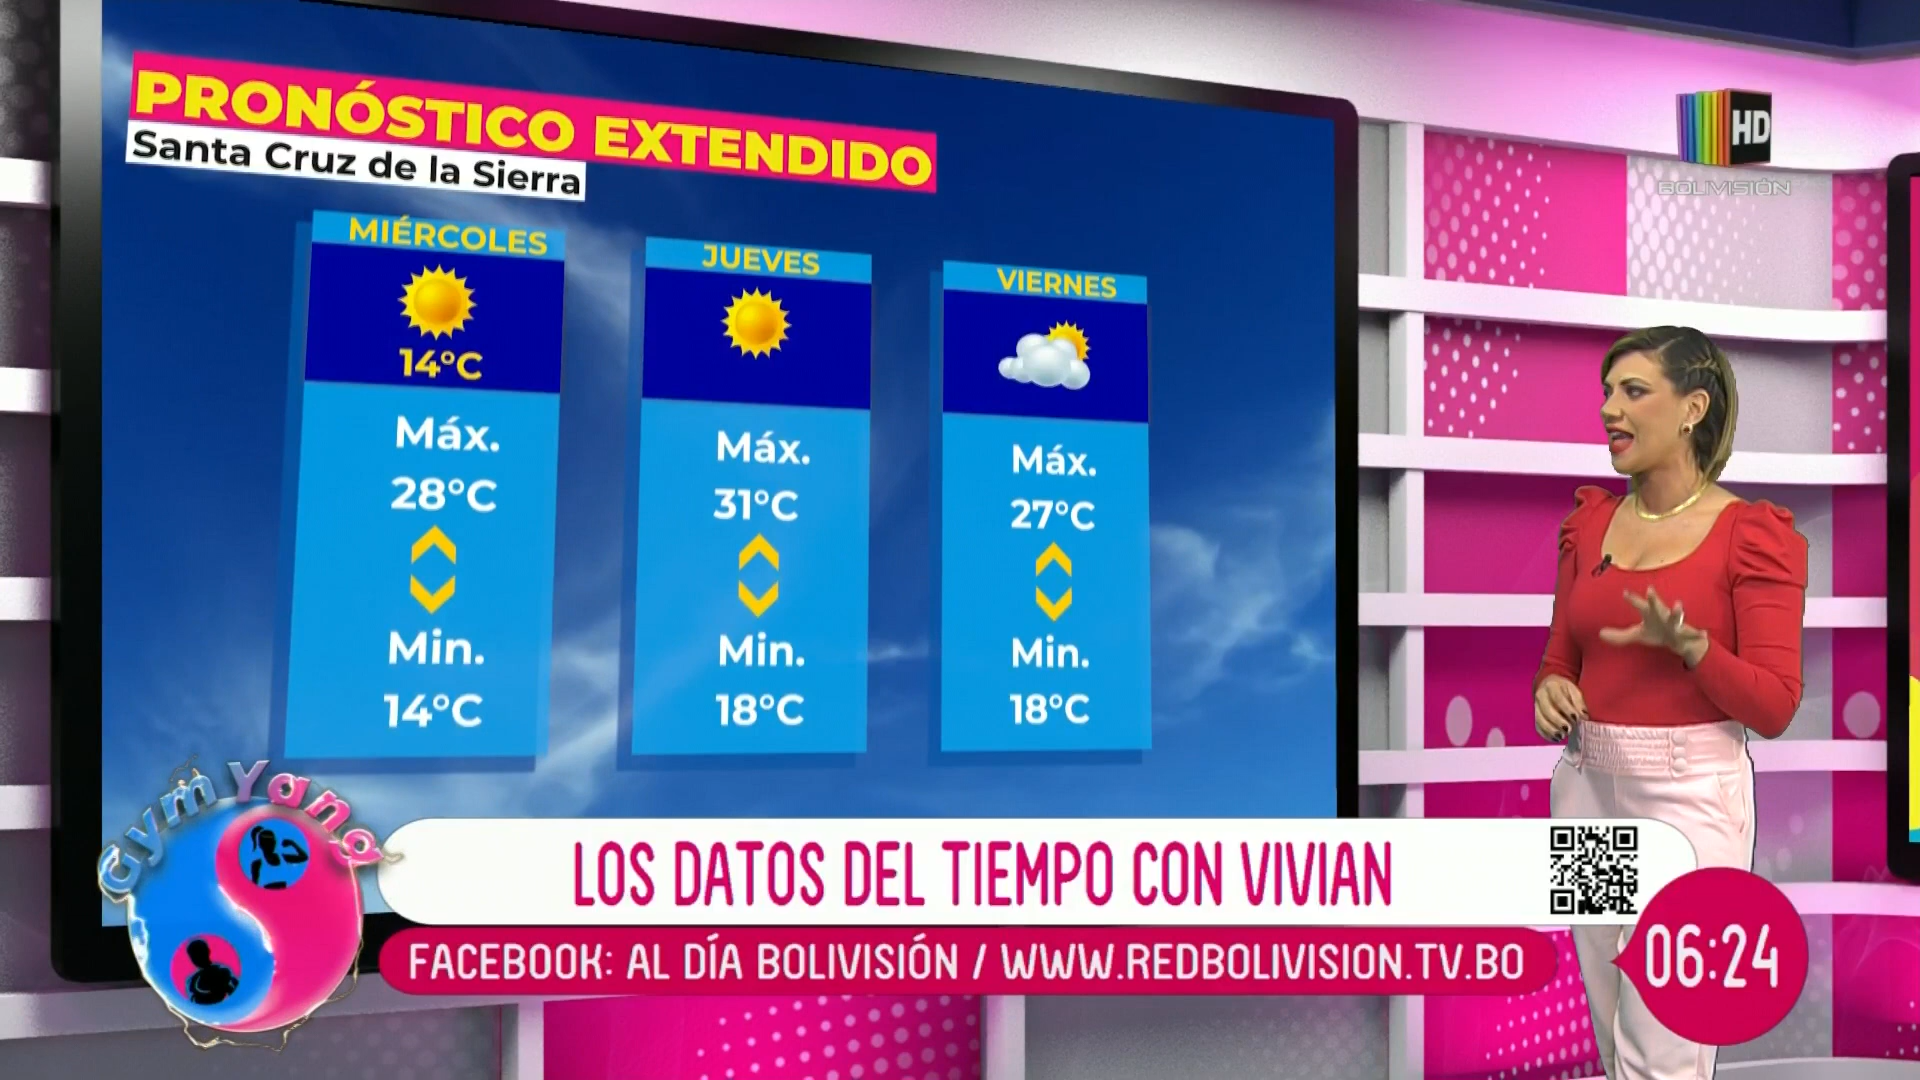 PRONÓSTICO EXTENDIDO
Santa Cruz de la Sierra
MIÉRCOLES
14°C
Máx.
28°C
Min.
14°C
JUEVES
Máx.
31°C
Min.
18°C
VIERNES
Máx.
27°C
Min.
18°C
HD
BOLIVISIÓN
Gym Yang
LOS DATOS DEL TIEMPO CON VIVIAN
FACEBOOK: AL DÍA BOLIVISIÓN / WWW.REDBOLIVISION.TV.BO
06:24